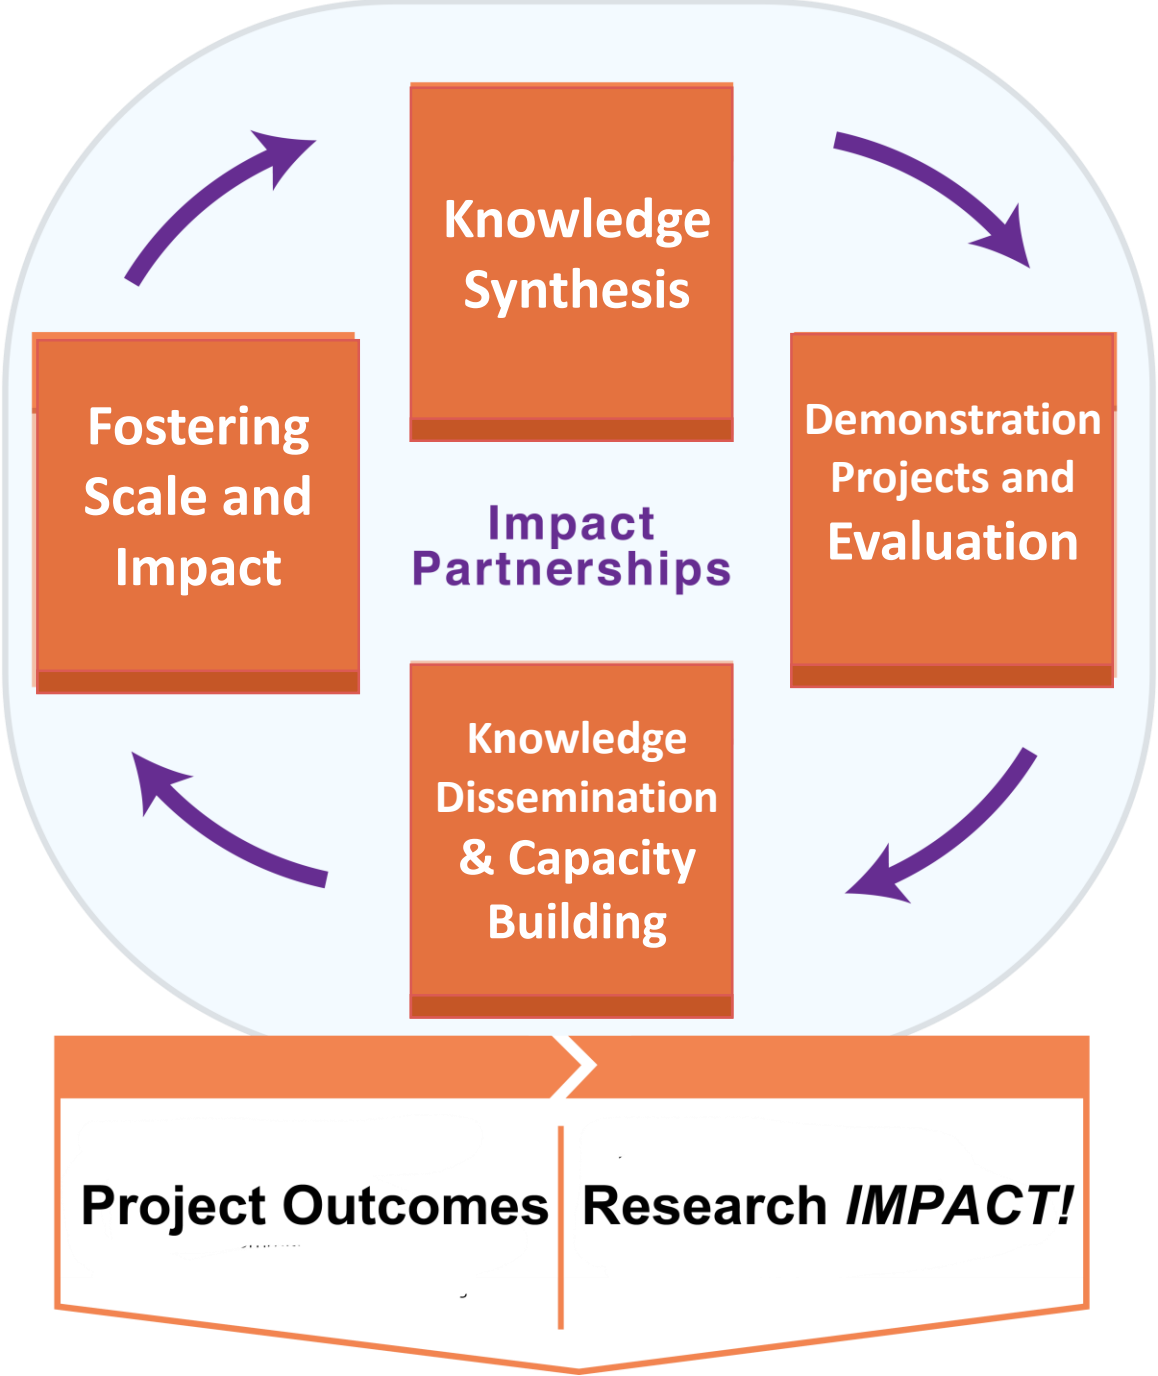 Knowledge
Synthesis
Fostering
Scale and
Impact
Demonstration
Projects and
Evaluation
Impact
Partnerships
Knowledge
Dissemination
& Capacity
Building
Project Outcomes
Research IMPACT!